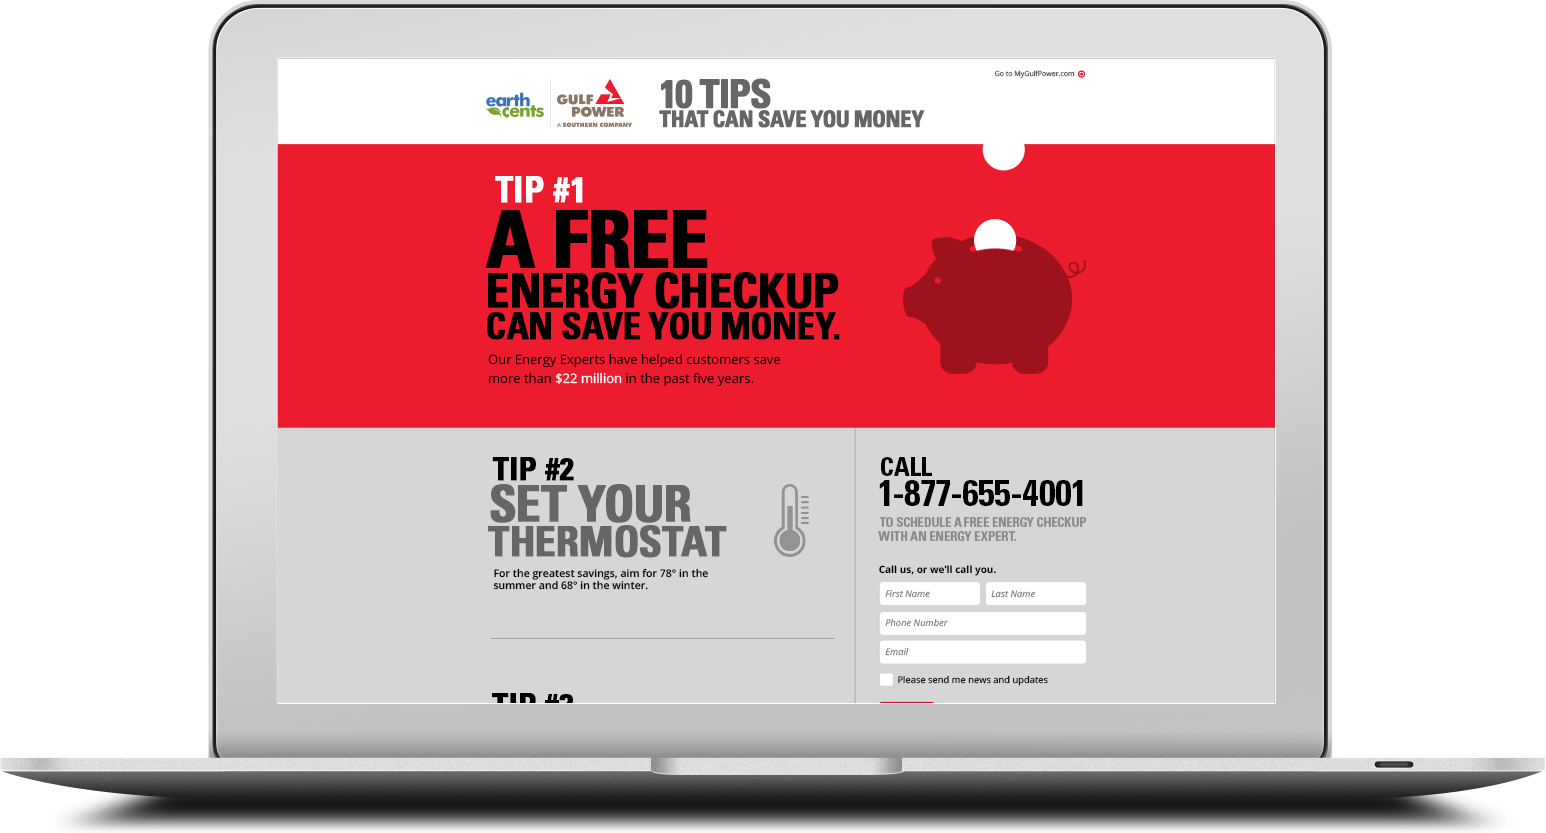 Go to MyGulfPower.com
earth
cents
GULF
POWER
A SOUTHERN COMPANY
10 TIPS
THAT CAN SAVE YOU MONEY
TIP #1
A FREE
ENERGY CHECKUP
CAN SAVE YOU MONEY.
Our Energy Experts have helped customers save
more than $22 million in the past five years.
TIP #2
SET YOUR
THERMOSTAT
For the greatest savings, aim for 78° in the
summer and 68° in the winter.
TIP #3
CALL
1-877-655-4001
TO SCHEDULE A FREE ENERGY CHECKUP
WITH AN ENERGY EXPERT.
Call us, or we'll call you.
First Name
Last Name
Phone Number
Email
Please send me news and updates